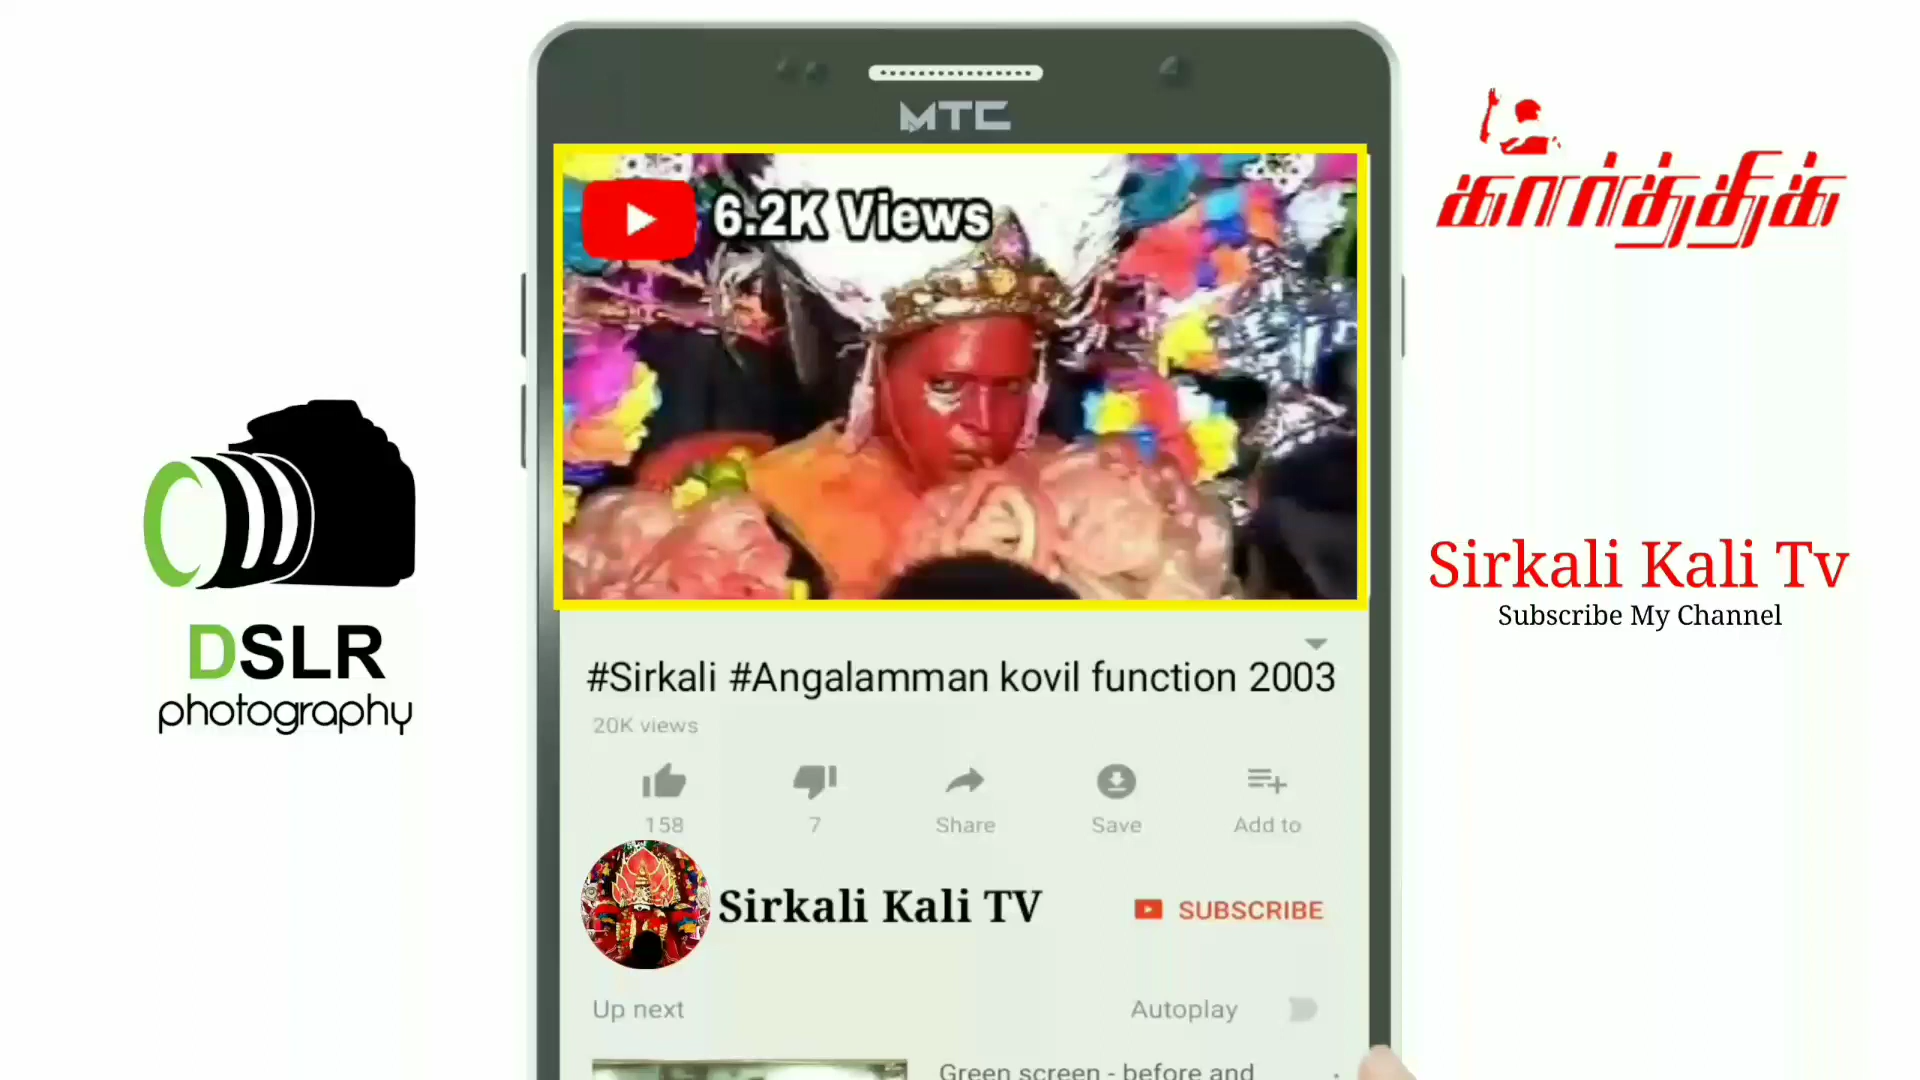 MTC
6.2K Views
கார்த்திக்
DSLR
photography
Sirkali Kali Tv
Subscribe My Channel
#Sirkali #Angalamman kovil function 2003
20K views
158
7
Share
Save
Add to
Sirkali Kali TV
SUBSCRIBE
Up next
Autoplay
Green screen - before and